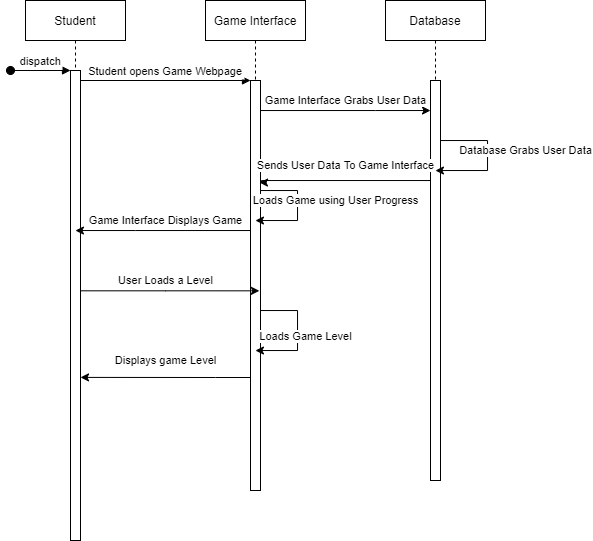 Student
Game Interface
Database
dispatch
Student opens Game Webpage
Game Interface Grabs User Data
Database Grabs User Data
Sends User Data To Game Interface
Loads Game using User Progress
Game Interface Displays Game
User Loads a Level
Loads Game Level
Displays game Level